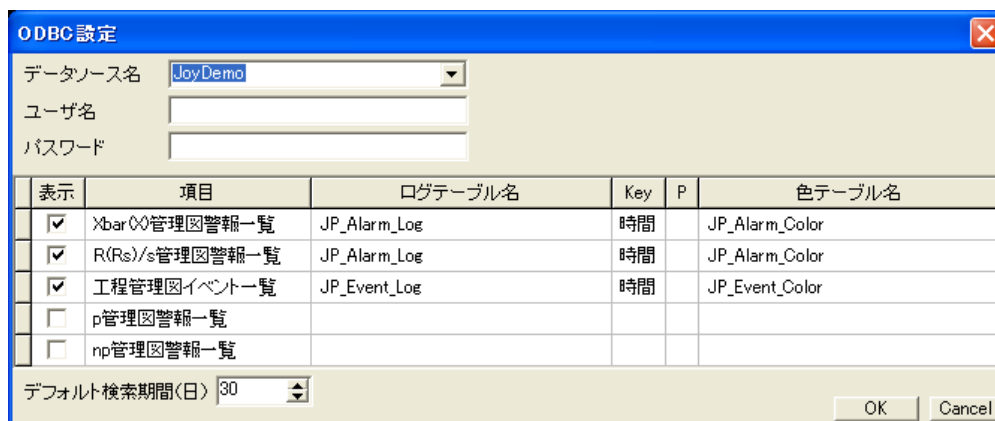 ODBC設定
データソース名 JoyDemo
ユーザ名
パスワード
表示 項目 ログテーブル名 Key P 色テーブル名
Xbar(X)管理図警報一覧 JP_Alarm_Log 時間 JP_Alarm_Color
R(Rs)/s管理図警報一覧 JP_Alarm_Log 時間 JP_Alarm_Color
工程管理図イベント一覧 JP_Event_Log 時間 JP_Event_Color
p管理図警報一覧
np管理図警報一覧
デフォルト検索期間(日) 30
OK Cancel